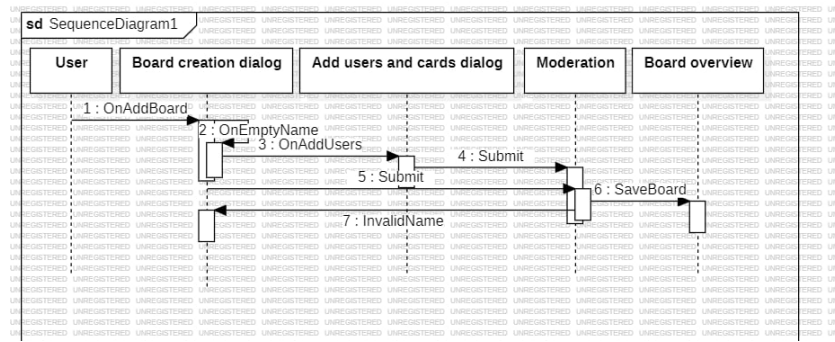 sd SequenceDiagram1
User
Board creation dialog
Add users and cards dialog
Moderation
Board overview
1 : OnAddBoard
2 : OnEmptyName
3 : OnAddUsers
4 : Submit
5 : Submit
6 : SaveBoard
7 : InvalidName
UNREGISTERED